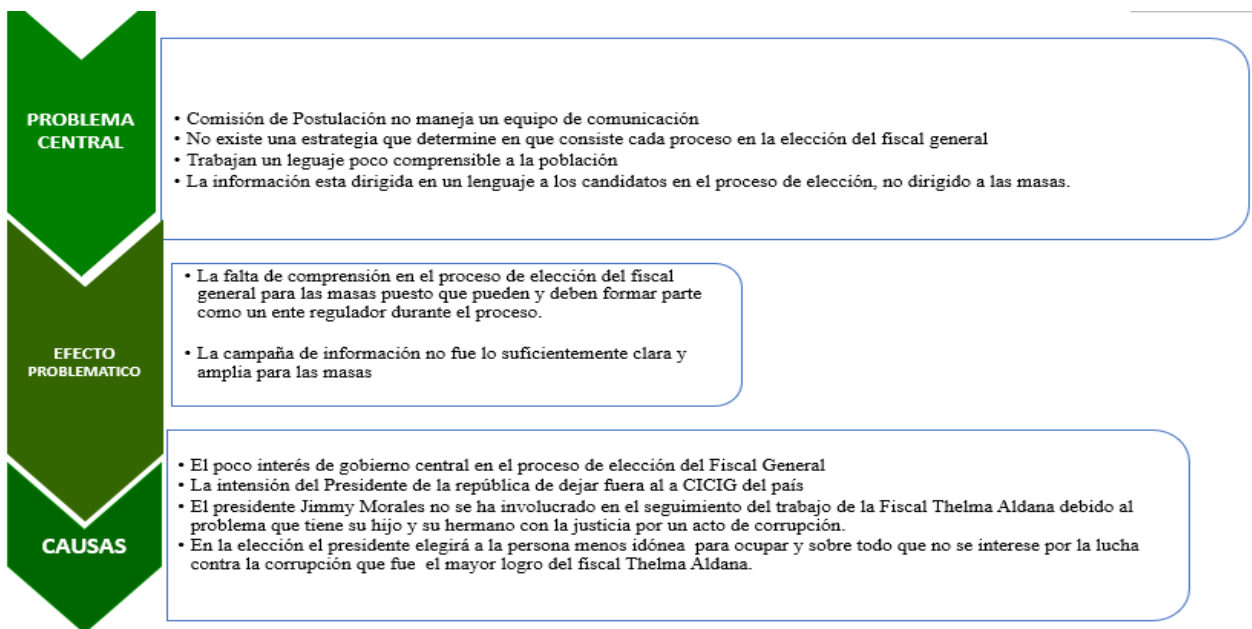 PROBLEMA
CENTRAL
• Comisión de Postulación no maneja un equipo de comunicación
• No existe una estrategia que determine en que consiste cada proceso en la elección del fiscal general
• Trabajan un leguaje poco comprensible a la población
• La información esta dirigida en un lenguaje a los candidatos en el proceso de elección, no dirigido a las masas.
EFECTO
PROBLEMATICO
• La falta de comprensión en el proceso de elección del fiscal
general para las masas puesto que pueden y deben formar parte
como un ente regulador durante el proceso.
• La campaña de información no fue lo suficientemente clara y
amplia para las masas
CAUSAS
• El poco interés de gobierno central en el proceso de elección del Fiscal General
• La intensión del Presidente de la república de dejar fuera al a CICIG del país
• El presidente Jimmy Morales no se ha involucrado en el seguimiento del trabajo de la Fiscal Thelma Aldana debido al
problema que tiene su hijo y su hermano con la justicia por un acto de corrupción.
• En la elección el presidente elegirá a la persona menos idónea para ocupar y sobre todo que no se interese por la lucha
contra la corrupción que fue el mayor logro del fiscal Thelma Aldana.